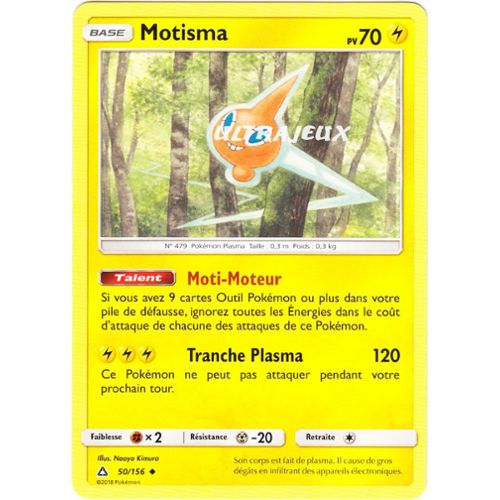 BASE Motisma PV70
ULTRAJEUX
N° 479 Pokémon Plasma Taille : 0,3 m Poids : 0,3 kg
Talent Moti-Moteur
Si vous avez 9 cartes Outil Pokémon ou plus dans votre
pile de défausse, ignorez toutes les Énergies dans le coût
d'attaque de chacune des attaques de ce Pokémon.
Tranche Plasma 120
Ce Pokémon ne peut pas attaquer pendant votre
prochain tour.
Faiblesse ×2 Résistance -20 Retraite
Illus. Naoyo Kimura
50/156
©2018 Pokémon
Son corps est fait de plasma. Il cause de gros
dégâts en infiltrant des appareils électroniques.